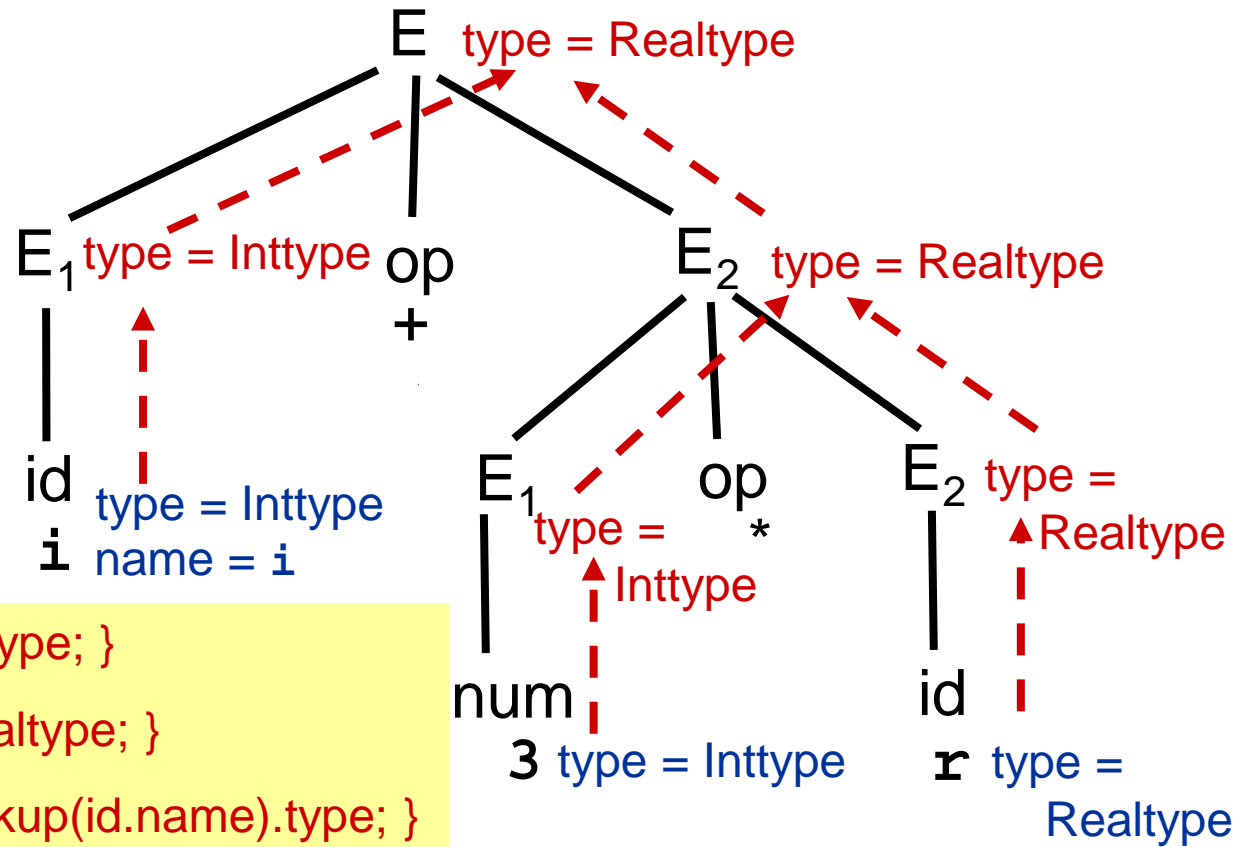 E type = Realtype
E₁ type = Inttype op E₂ type = Realtype
+
id type = Inttype
i name = i
E₁ type = Inttype
op
*
E₂ type = Realtype
ype; }
altype; }
kup(id.name).type; }
num
3 type = Inttype
id
r type = Realtype